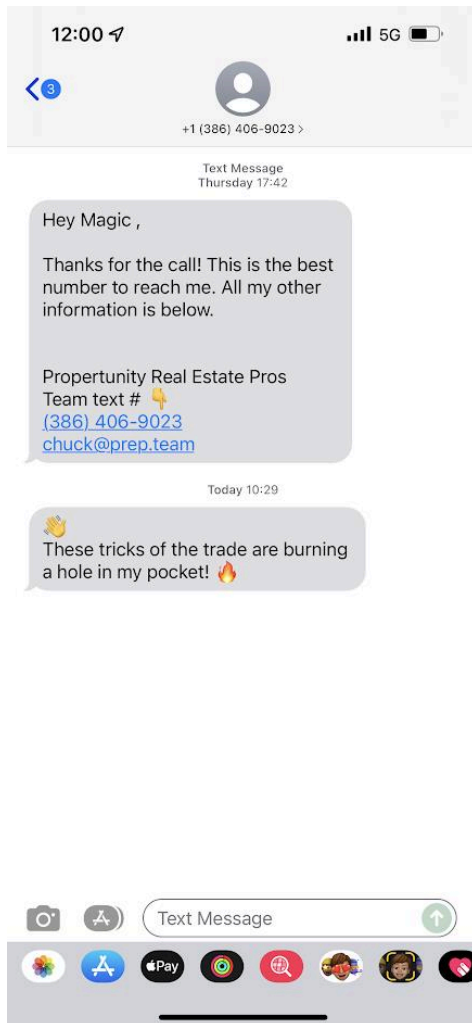 12:00
5G
3
+1 (386) 406-9023 >
Text Message
Thursday 17:42
Hey Magic ,
Thanks for the call! This is the best
number to reach me. All my other
information is below.
Propertunity Real Estate Pros
Team text # 👇
(386) 406-9023
chuck@prep.team
Today 10:29
👋
These tricks of the trade are burning
a hole in my pocket! 🔥
Text Message
Pay